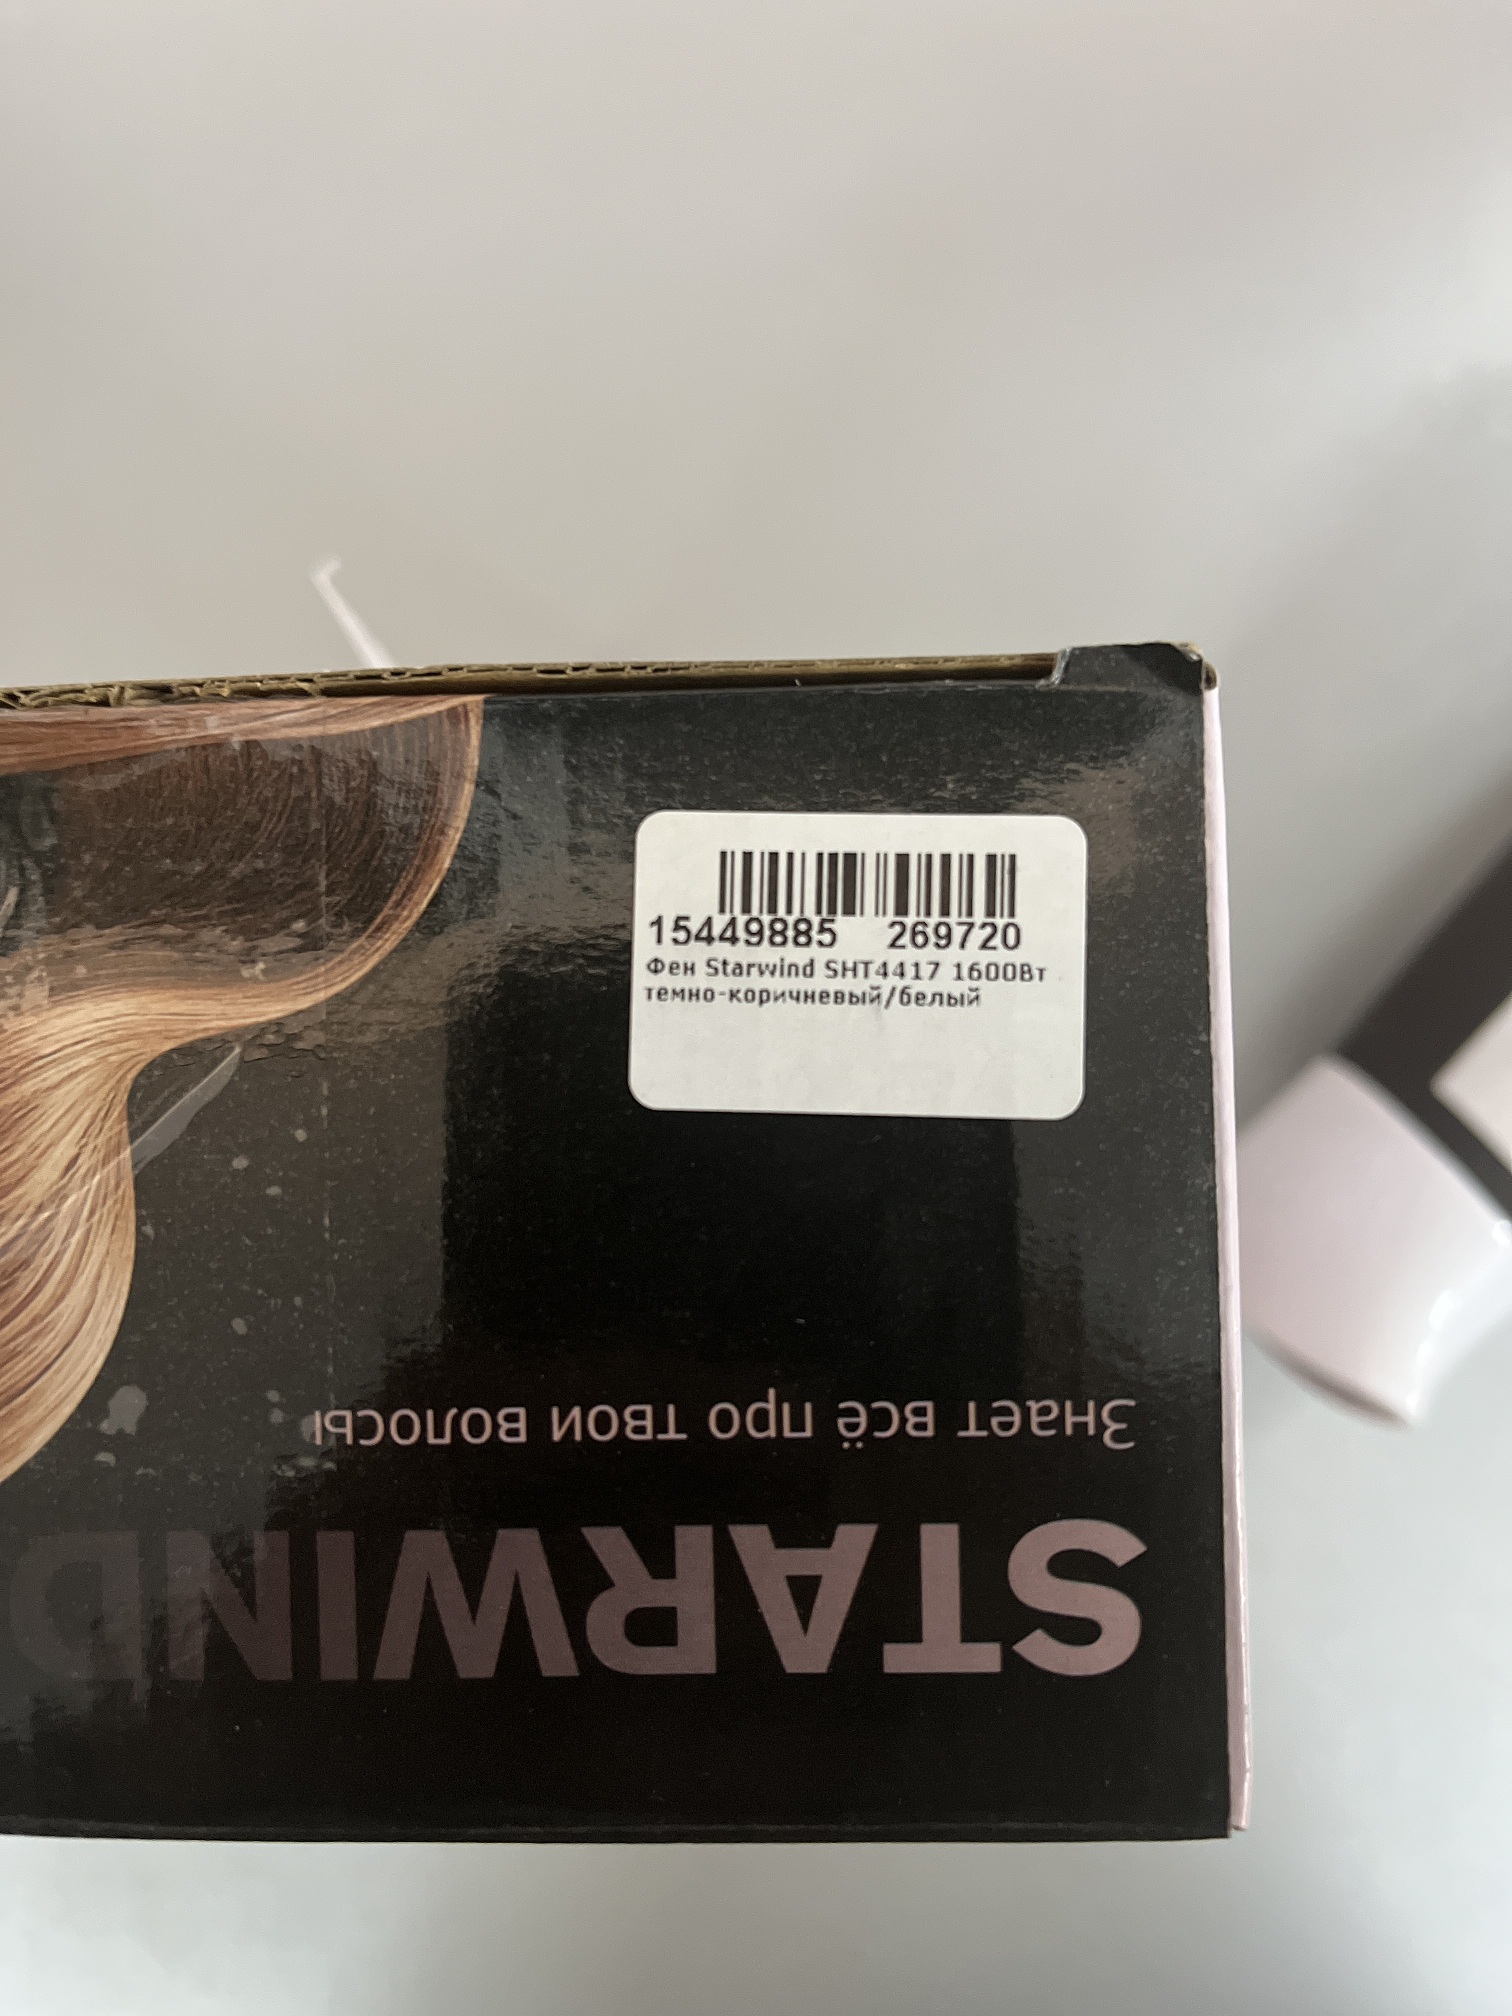 15449885 269720
Фен Starwind SHT4417 1600Вт
темно-коричневый/белый
STARWIND
Знает всё про твои волосы